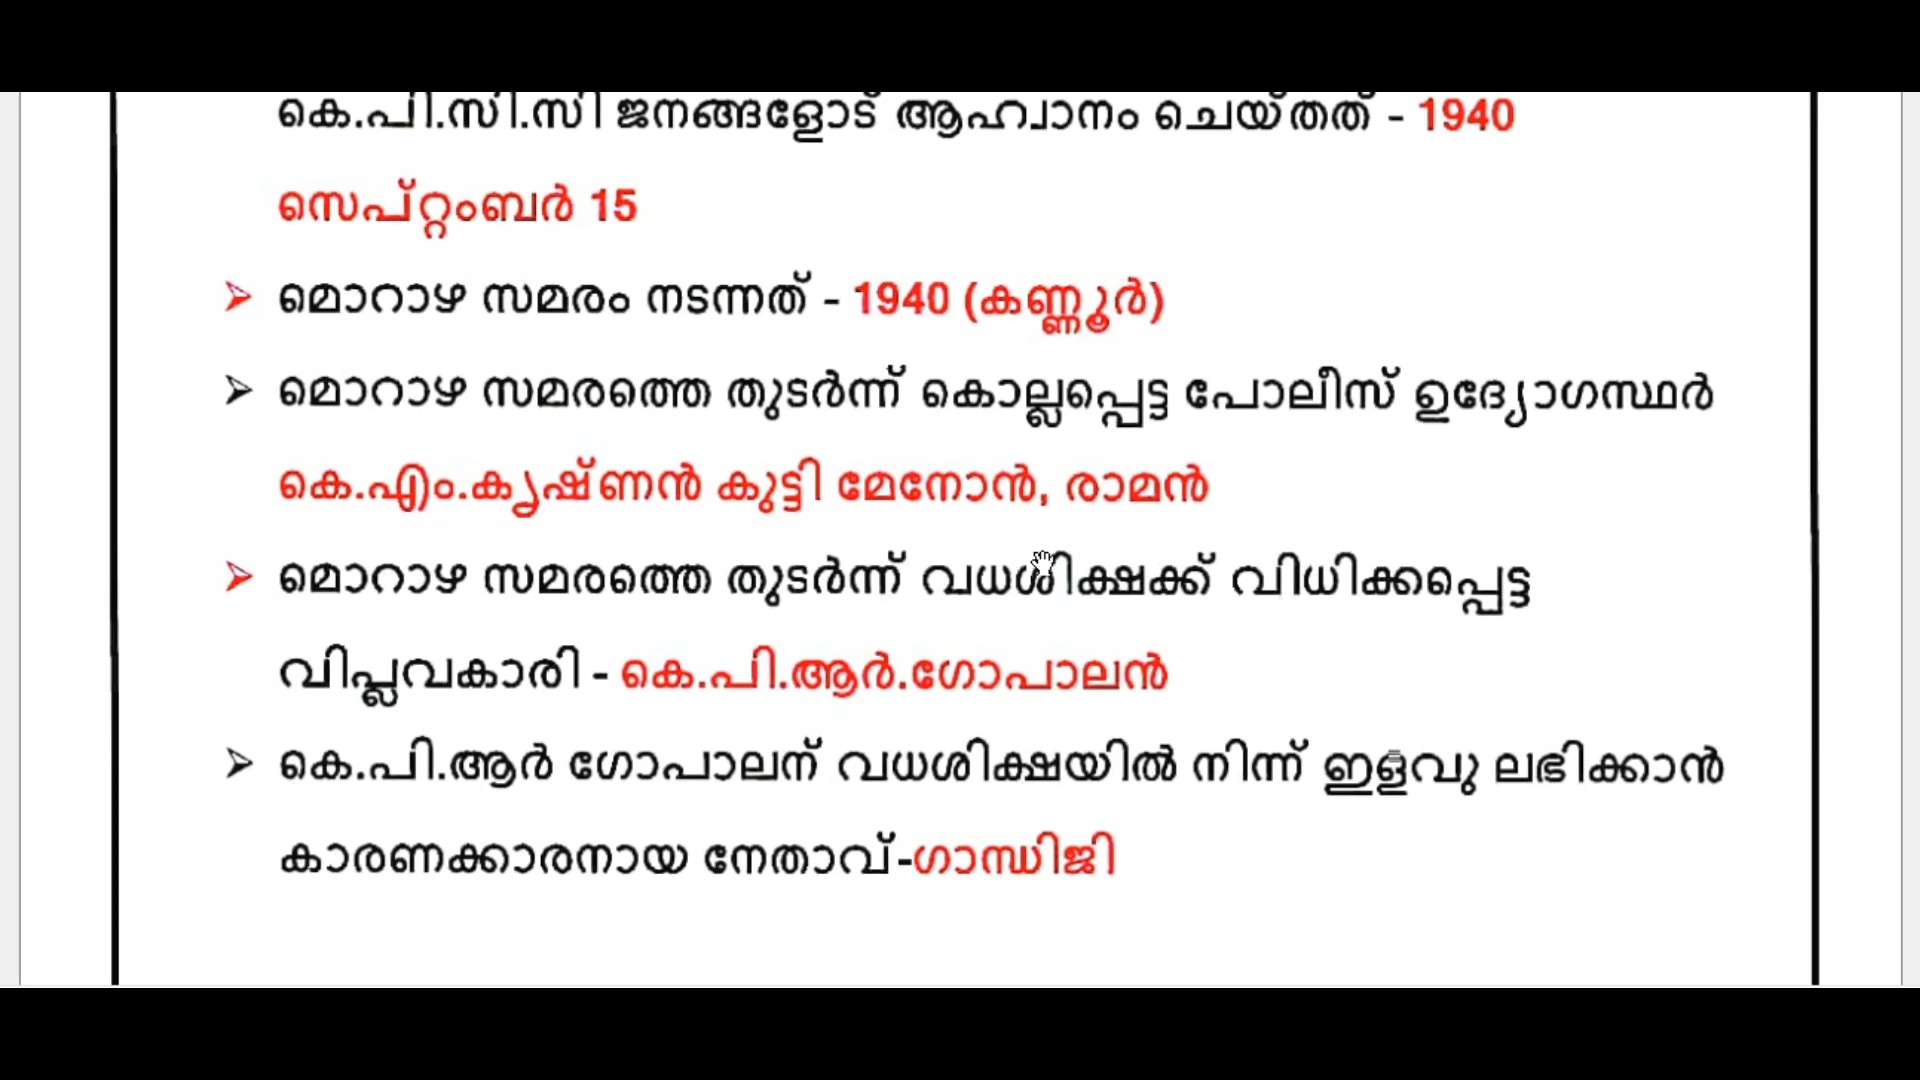 കെ.പി.സി.സി ജനങ്ങളോട് ആഹ്വാനം ചെയ്തത് - 1940
സെപ്റ്റംബർ 15
➢ മൊറാഴ സമരം നടന്നത് - 1940 (കണ്ണൂർ)
➢ മൊറാഴ സമരത്തെ തുടർന്ന് കൊല്ലപ്പെട്ട പോലീസ് ഉദ്യോഗസ്ഥർ
കെ.എം.കൃഷ്ണൻ കുട്ടി മേനോൻ, രാമൻ
➢ മൊറാഴ സമരത്തെ തുടർന്ന് വധശിക്ഷക്ക് വിധിക്കപ്പെട്ട
വിപ്ലവകാരി - കെ.പി.ആർ.ഗോപാലൻ
➢ കെ.പി.ആർ ഗോപാലന് വധശിക്ഷയിൽ നിന്ന് ഇളവു ലഭിക്കാൻ
കാരണക്കാരനായ നേതാവ്-ഗാന്ധിജി